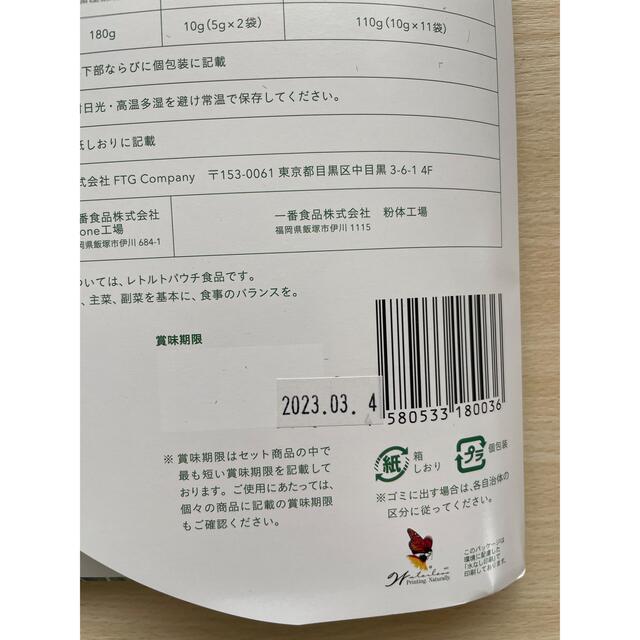 180g
10g(5g×2袋)
110g(10g×11袋)
下部ならびに個包装に記載
日光・高温多湿を避け常温で保存してください。
しおりに記載
式会社 FTG Company 〒153-0061 東京都目黒区中目黒 3-6-1 4F
一番食品株式会社
one工場
岡県飯塚市伊川 684-1
一番食品株式会社 粉体工場
福岡県飯塚市伊川 1115
ついては、レトルトパウチ食品です。
、主菜、副菜を基本に、食事のバランスを。
賞味期限
2023.03. 4
580533 180036
※賞味期限はセット商品の中で
最も短い賞味期限を記載して
おります。ご使用にあたっては、
個々の商品に記載の賞味期限
もご確認ください。
紙
箱
しおり
プラ
個包装
※ゴミに出す場合は、各自治体の
区分に従ってください。
Waterless
Printing. Naturally.
このパッケージは
環境に配慮した
「水なし印刷」で
印刷しております。